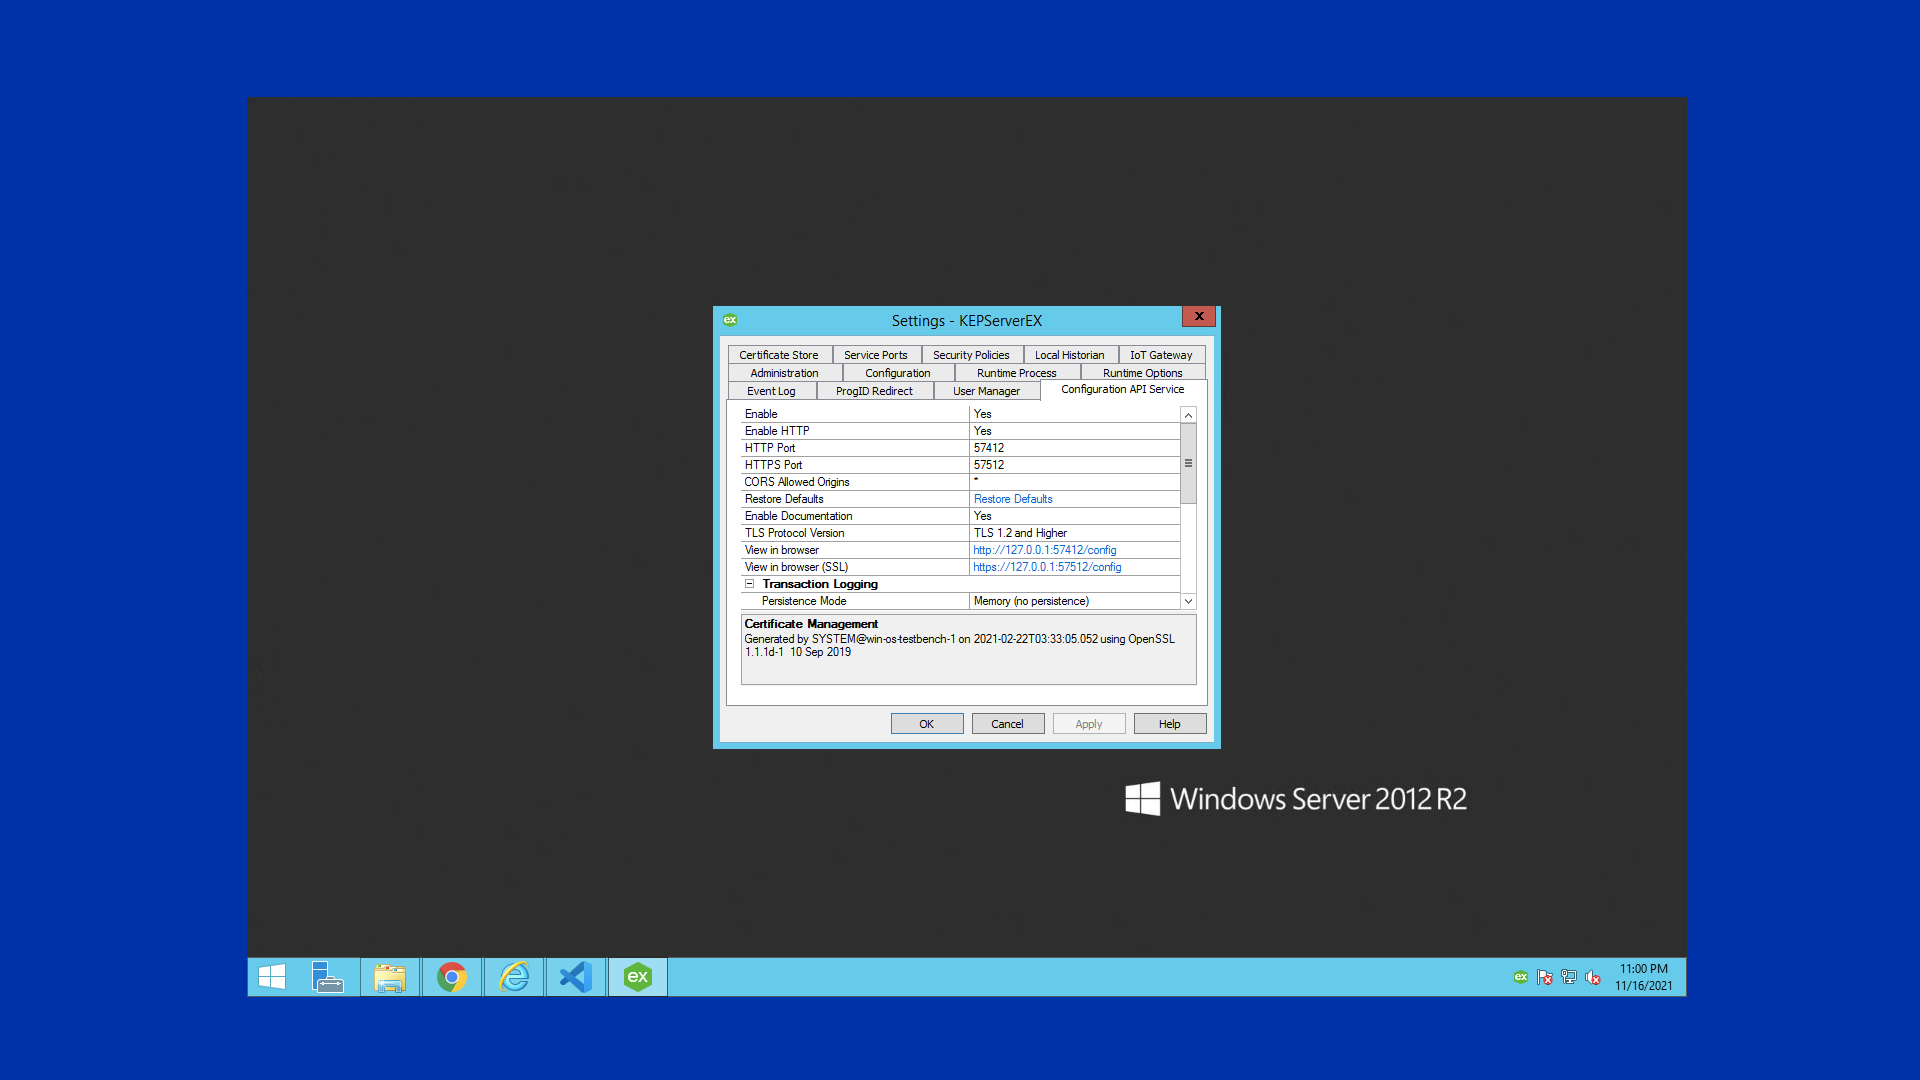 ex Settings - KEPServerEX x
Certificate Store Service Ports Security Policies Local Historian IoT Gateway
Administration Configuration Runtime Process Runtime Options
Event Log ProgID Redirect User Manager Configuration API Service
Enable Yes
Enable HTTP Yes
HTTP Port 57412
HTTPS Port 57512
CORS Allowed Origins *
Restore Defaults Restore Defaults
Enable Documentation Yes
TLS Protocol Version TLS 1.2 and Higher
View in browser http://127.0.0.1:57412/config
View in browser (SSL) https://127.0.0.1:57512/config
Transaction Logging
Persistence Mode Memory (no persistence)
Certificate Management
Generated by SYSTEM@win-os-testbench-1 on 2021-02-22T03:33:05.052 using OpenSSL
1.1.1d-1 10 Sep 2019
OK Cancel Apply Help
Windows Server 2012 R2
ex ex 11:00 PM
11/16/2021